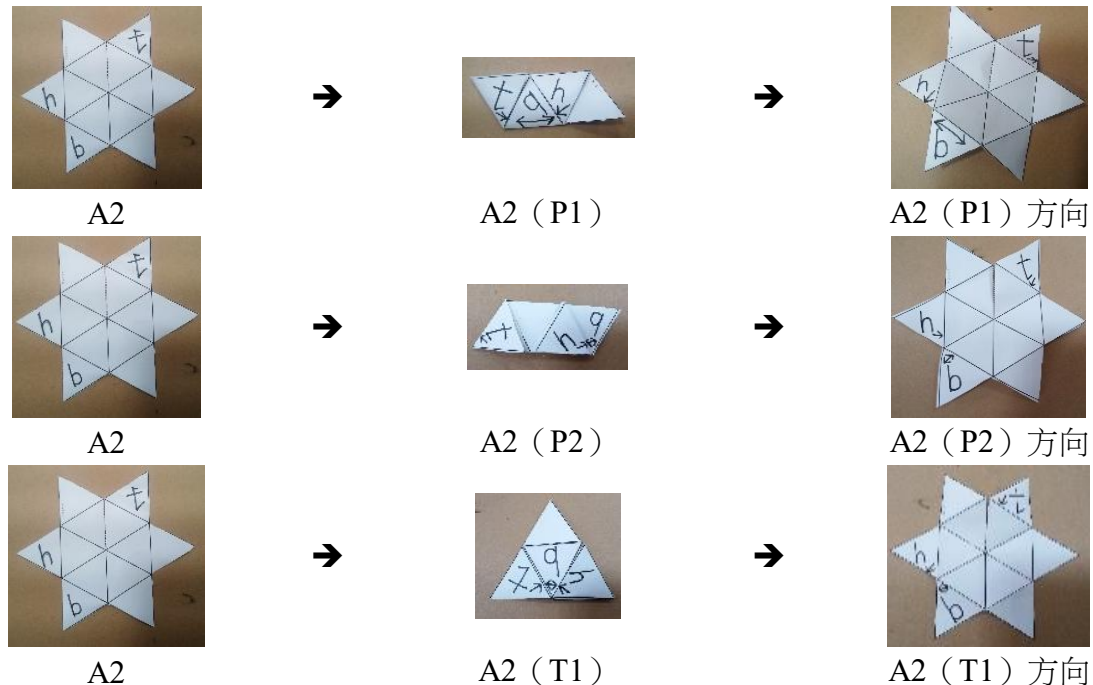 t
h
b
➔
t q h
➔
t
h
b
A2
A2（P1）
A2（P1）方向
t
h
b
➔
t h q
➔
t
h
b
A2
A2（P2）
A2（P2）方向
t
h
b
➔
q
t h
➔
t
h
b
A2
A2（T1）
A2（T1）方向